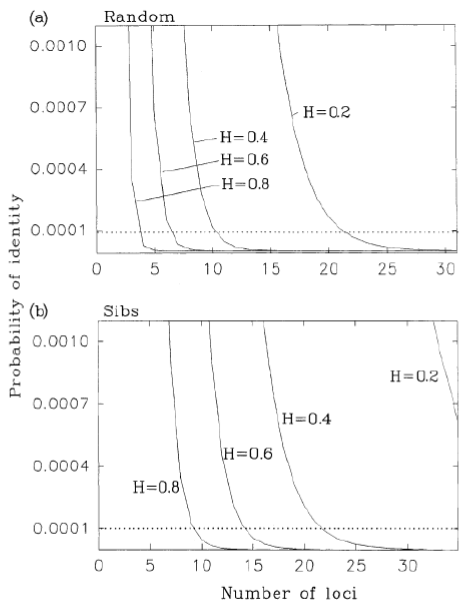 (a) Random
0.0010
0.0007
0.0004
0.0001
H=0.2
H=0.4
H=0.6
H=0.8
0 5 10 15 20 25 30
Probability of identity
(b) Sibs
0.0010
0.0007
0.0004
0.0001
H=0.2
H=0.4
H=0.6
H=0.8
0 5 10 15 20 25 30
Number of loci